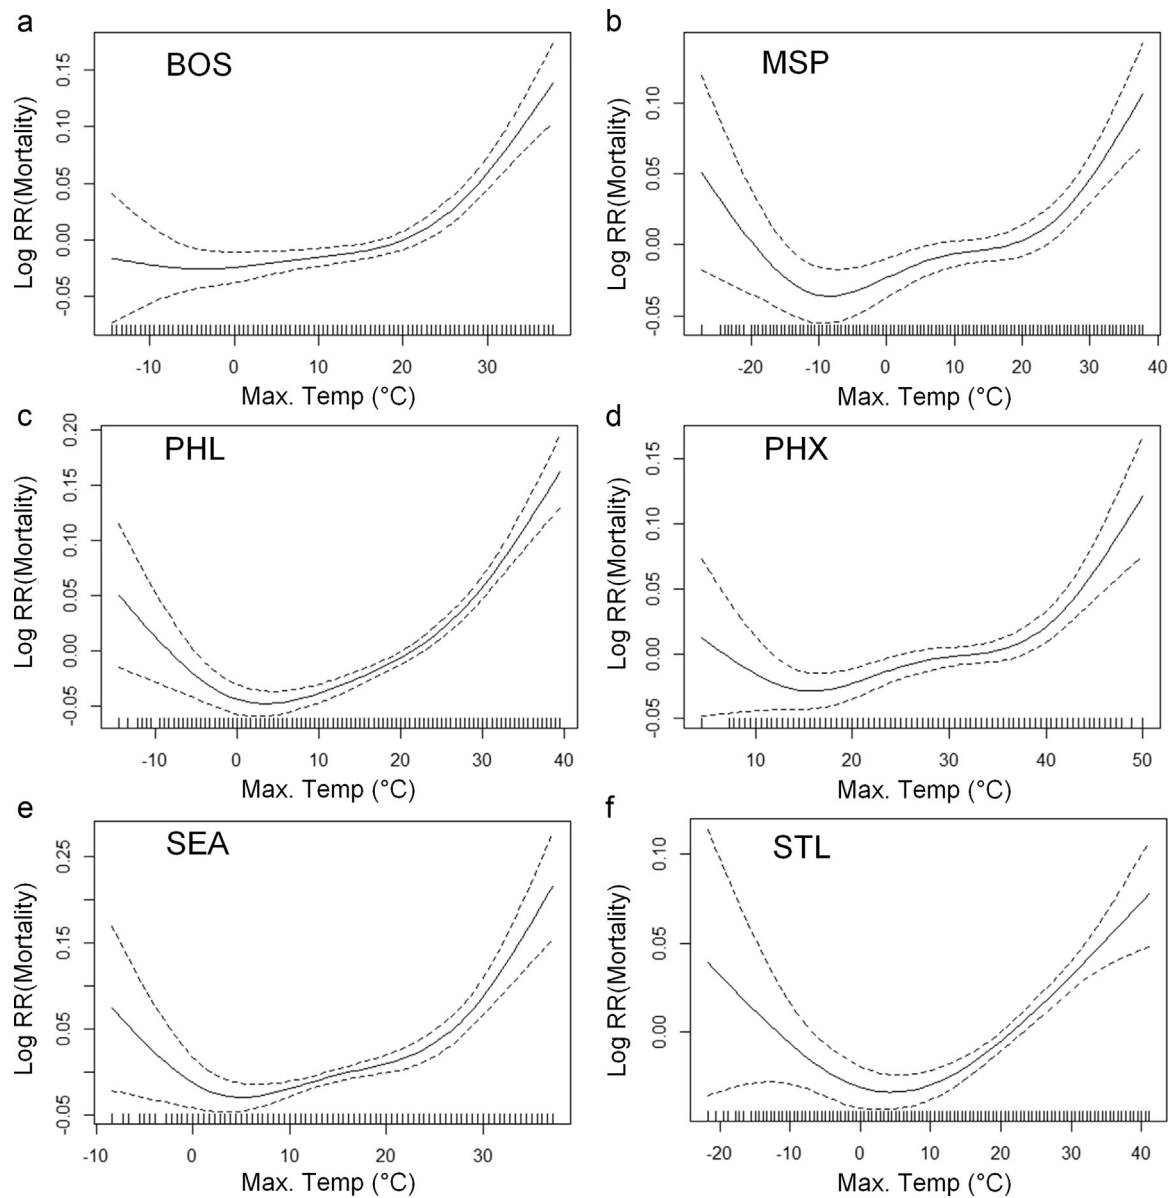 a
BOS
Log RR(Mortality)
-0.05 0.00 0.05 0.10 0.15
-10 0 10 20 30
Max. Temp (°C)
b
MSP
Log RR(Mortality)
-0.05 0.00 0.05 0.10
-20 -10 0 10 20 30 40
Max. Temp (°C)
c
PHL
Log RR(Mortality)
-0.05 0.00 0.05 0.10 0.15 0.20
-10 0 10 20 30 40
Max. Temp (°C)
d
PHX
Log RR(Mortality)
-0.05 0.00 0.05 0.10 0.15
10 20 30 40 50
Max. Temp (°C)
e
SEA
Log RR(Mortality)
-0.05 0.05 0.15 0.25
-10 0 10 20 30
Max. Temp (°C)
f
STL
Log RR(Mortality)
0.00 0.05 0.10
-20 -10 0 10 20 30 40
Max. Temp (°C)